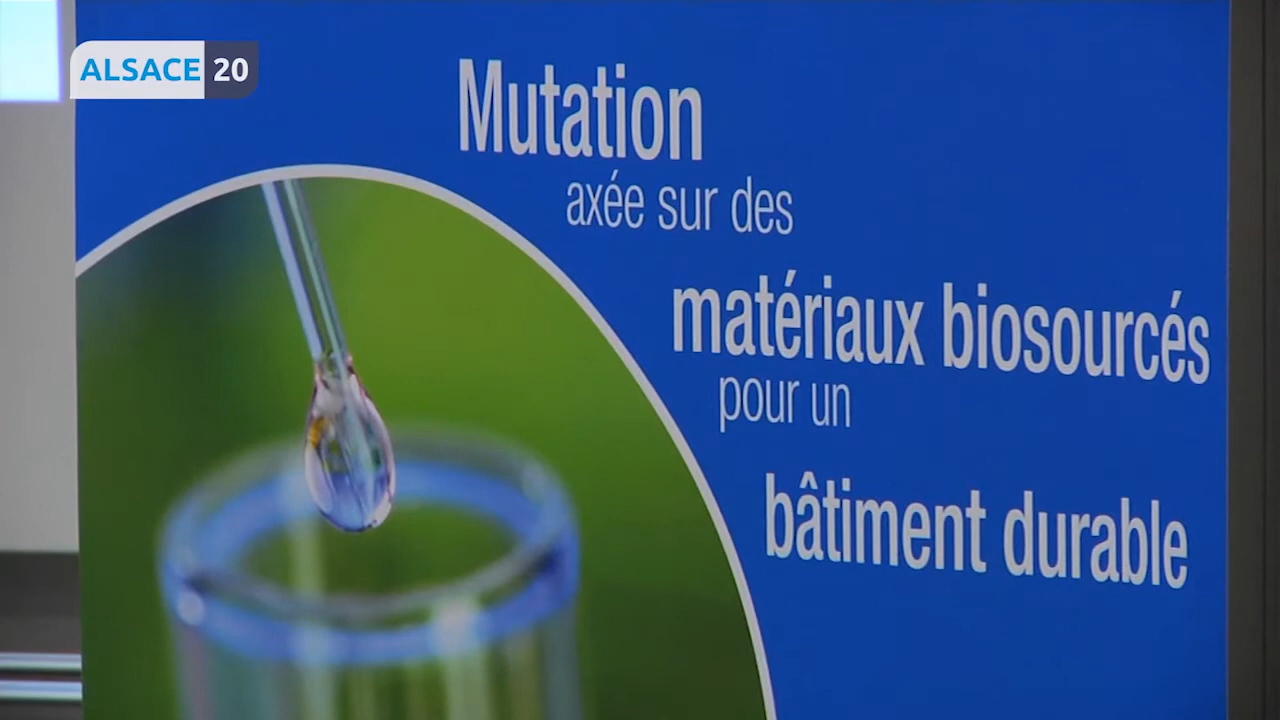 ALSACE 20
Mutation
axée sur des
matériaux biosourcés
pour un
bâtiment durable